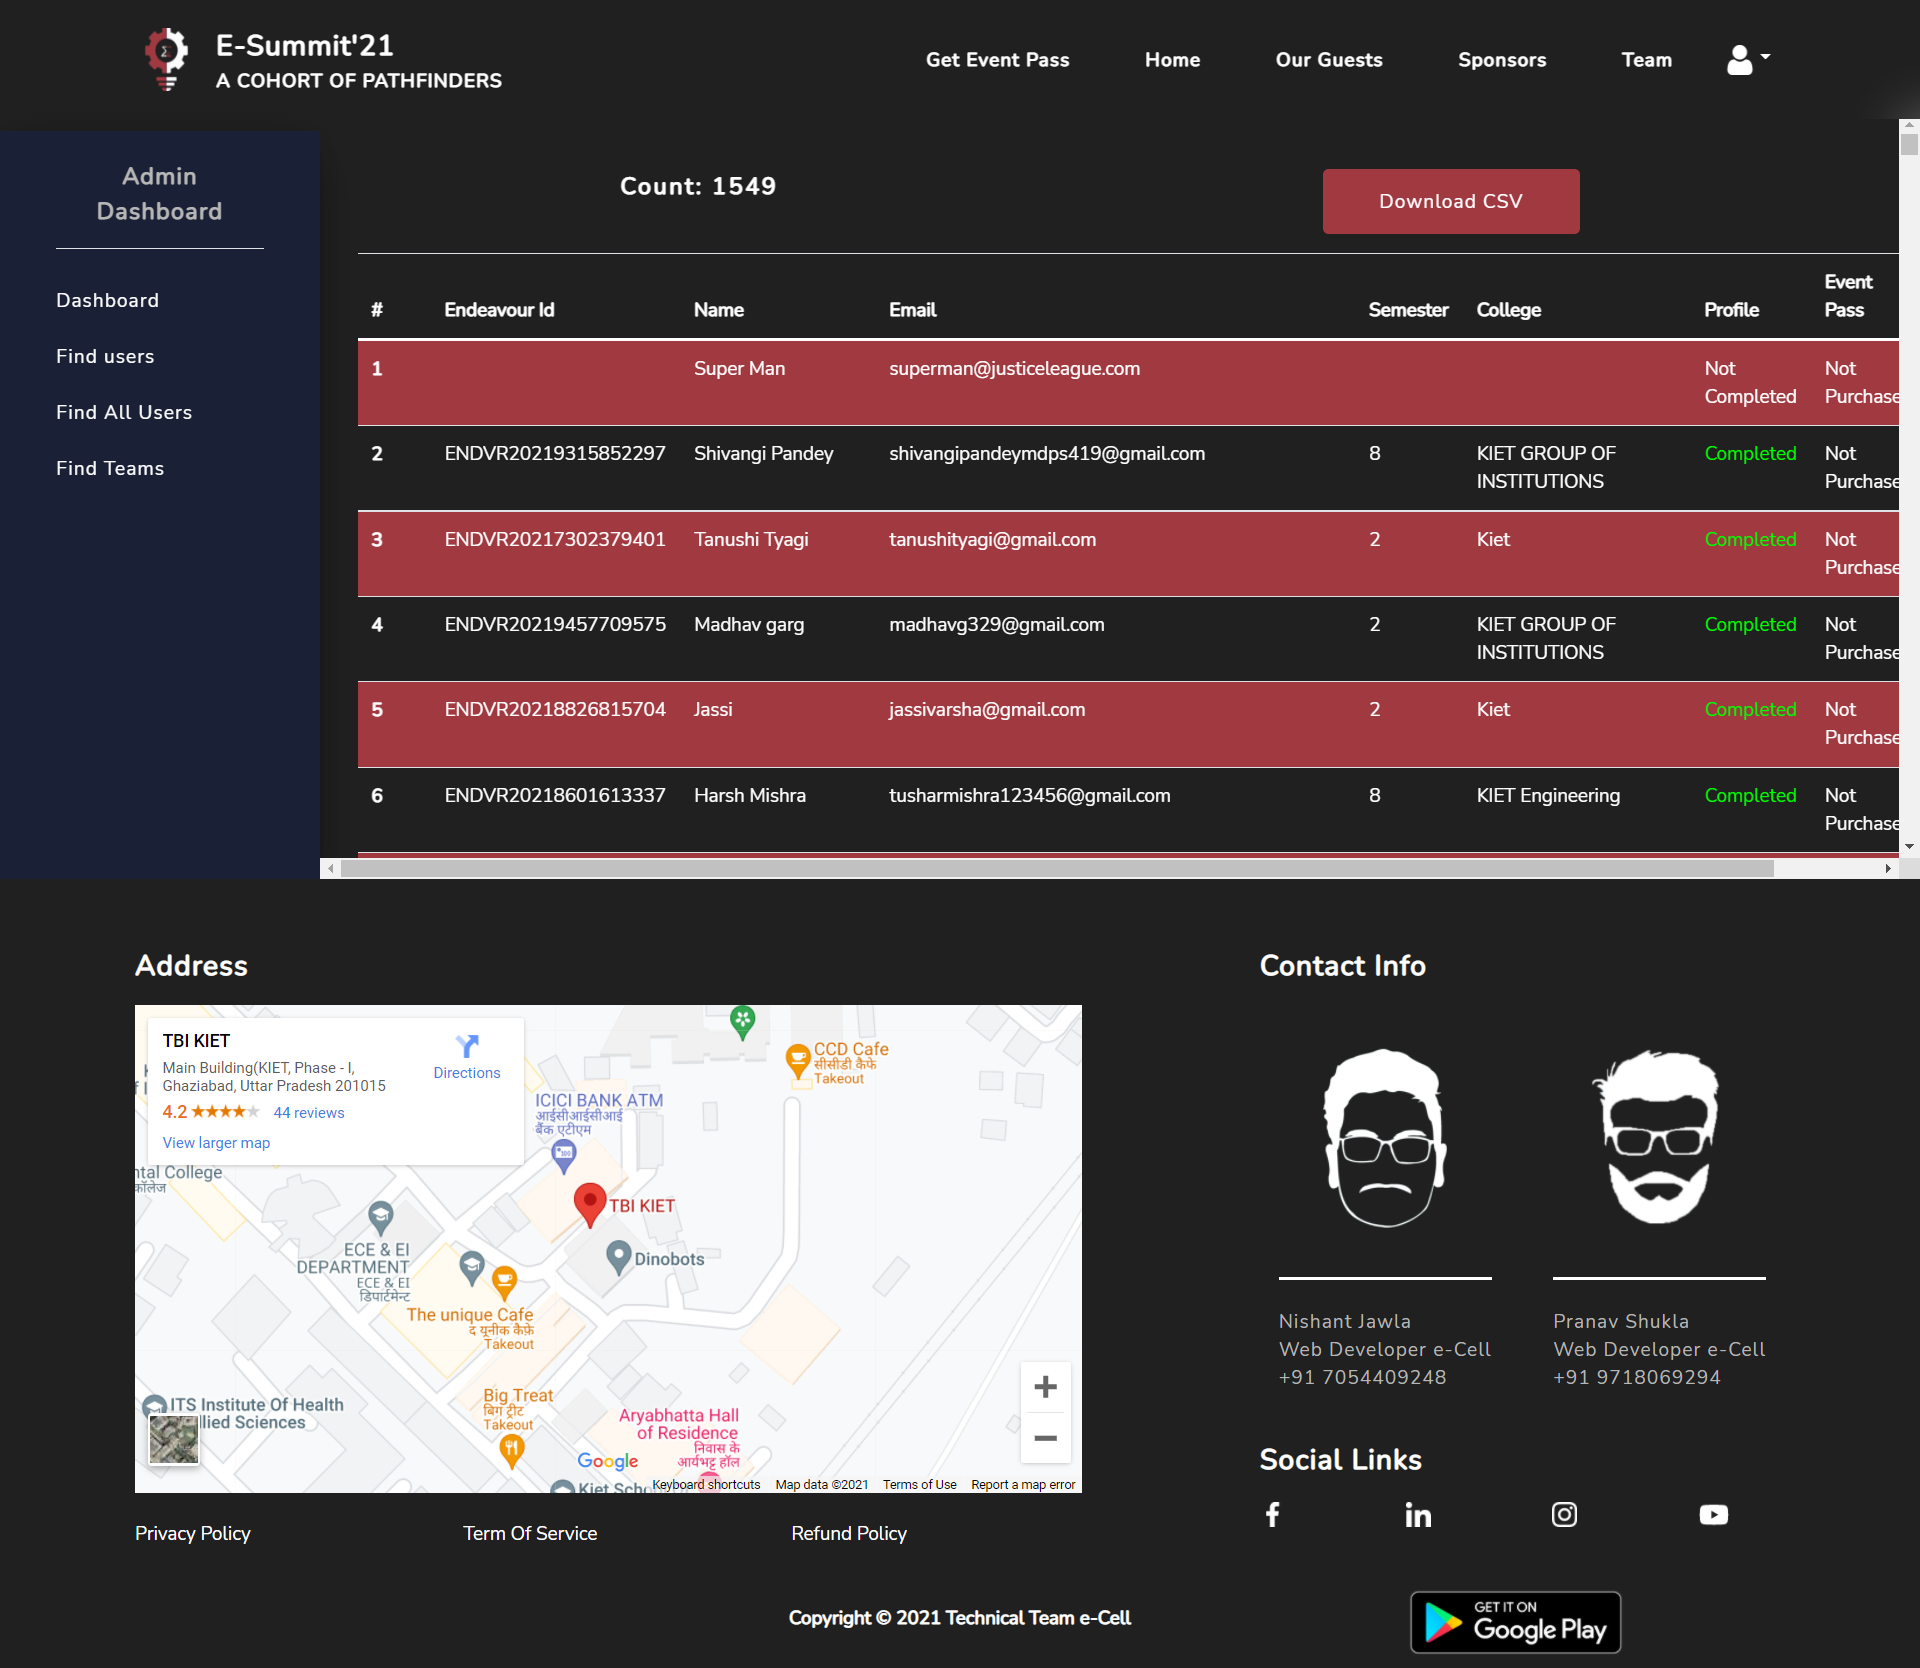 E-Summit'21
A COHORT OF PATHFINDERS
Get Event Pass
Home
Our Guests
Sponsors
Team
Admin
Dashboard
Dashboard
Find users
Find All Users
Find Teams
Count: 1549
Download CSV
# Endeavour Id Name Email Semester College Profile Event Pass
1 Super Man superman@justiceleague.com Not Completed Not Purchase
2 ENDVR20219315852297 Shivangi Pandey shivangipandeymdps419@gmail.com 8 KIET GROUP OF INSTITUTIONS Completed Not Purchase
3 ENDVR20217302379401 Tanushi Tyagi tanushityagi@gmail.com 2 Kiet Completed Not Purchase
4 ENDVR20219457709575 Madhav garg madhavg329@gmail.com 2 KIET GROUP OF INSTITUTIONS Completed Not Purchase
5 ENDVR20218826815704 Jassi jassivarsha@gmail.com 2 Kiet Completed Not Purchase
6 ENDVR20218601613337 Harsh Mishra tusharmishra123456@gmail.com 8 KIET Engineering Completed Not Purchase
Address
TBI KIET
Main Building(KIET, Phase - I,
Ghaziabad, Uttar Pradesh 201015
4.2 44 reviews
View larger map
Directions
CCD Cafe
सीसीडी कैफे
Takeout
ICICI BANK ATM
आईसीआईसीआई
बैंक एटीएम
ntal College
कॉलेज
TBI KIET
Dinobots
ECE & EI
DEPARTMENT
ECE & EI
डिपार्टमेन्ट
The unique Cafe
द यूनीक कैफ़े
Takeout
Big Treat
बिग ट्रीट
Takeout
ITS Institute Of Health
llied Sciences
Aryabhatta Hall
of Residence
निवास के
आर्यभट्ट हॉल
Google
Kiet Scho
Keyboard shortcuts
Map data ©2021
Terms of Use
Report a map error
Privacy Policy
Term Of Service
Refund Policy
Contact Info
Nishant Jawla
Web Developer e-Cell
+91 7054409248
Pranav Shukla
Web Developer e-Cell
+91 9718069294
Social Links
Copyright © 2021 Technical Team e-Cell
GET IT ON
Google Play